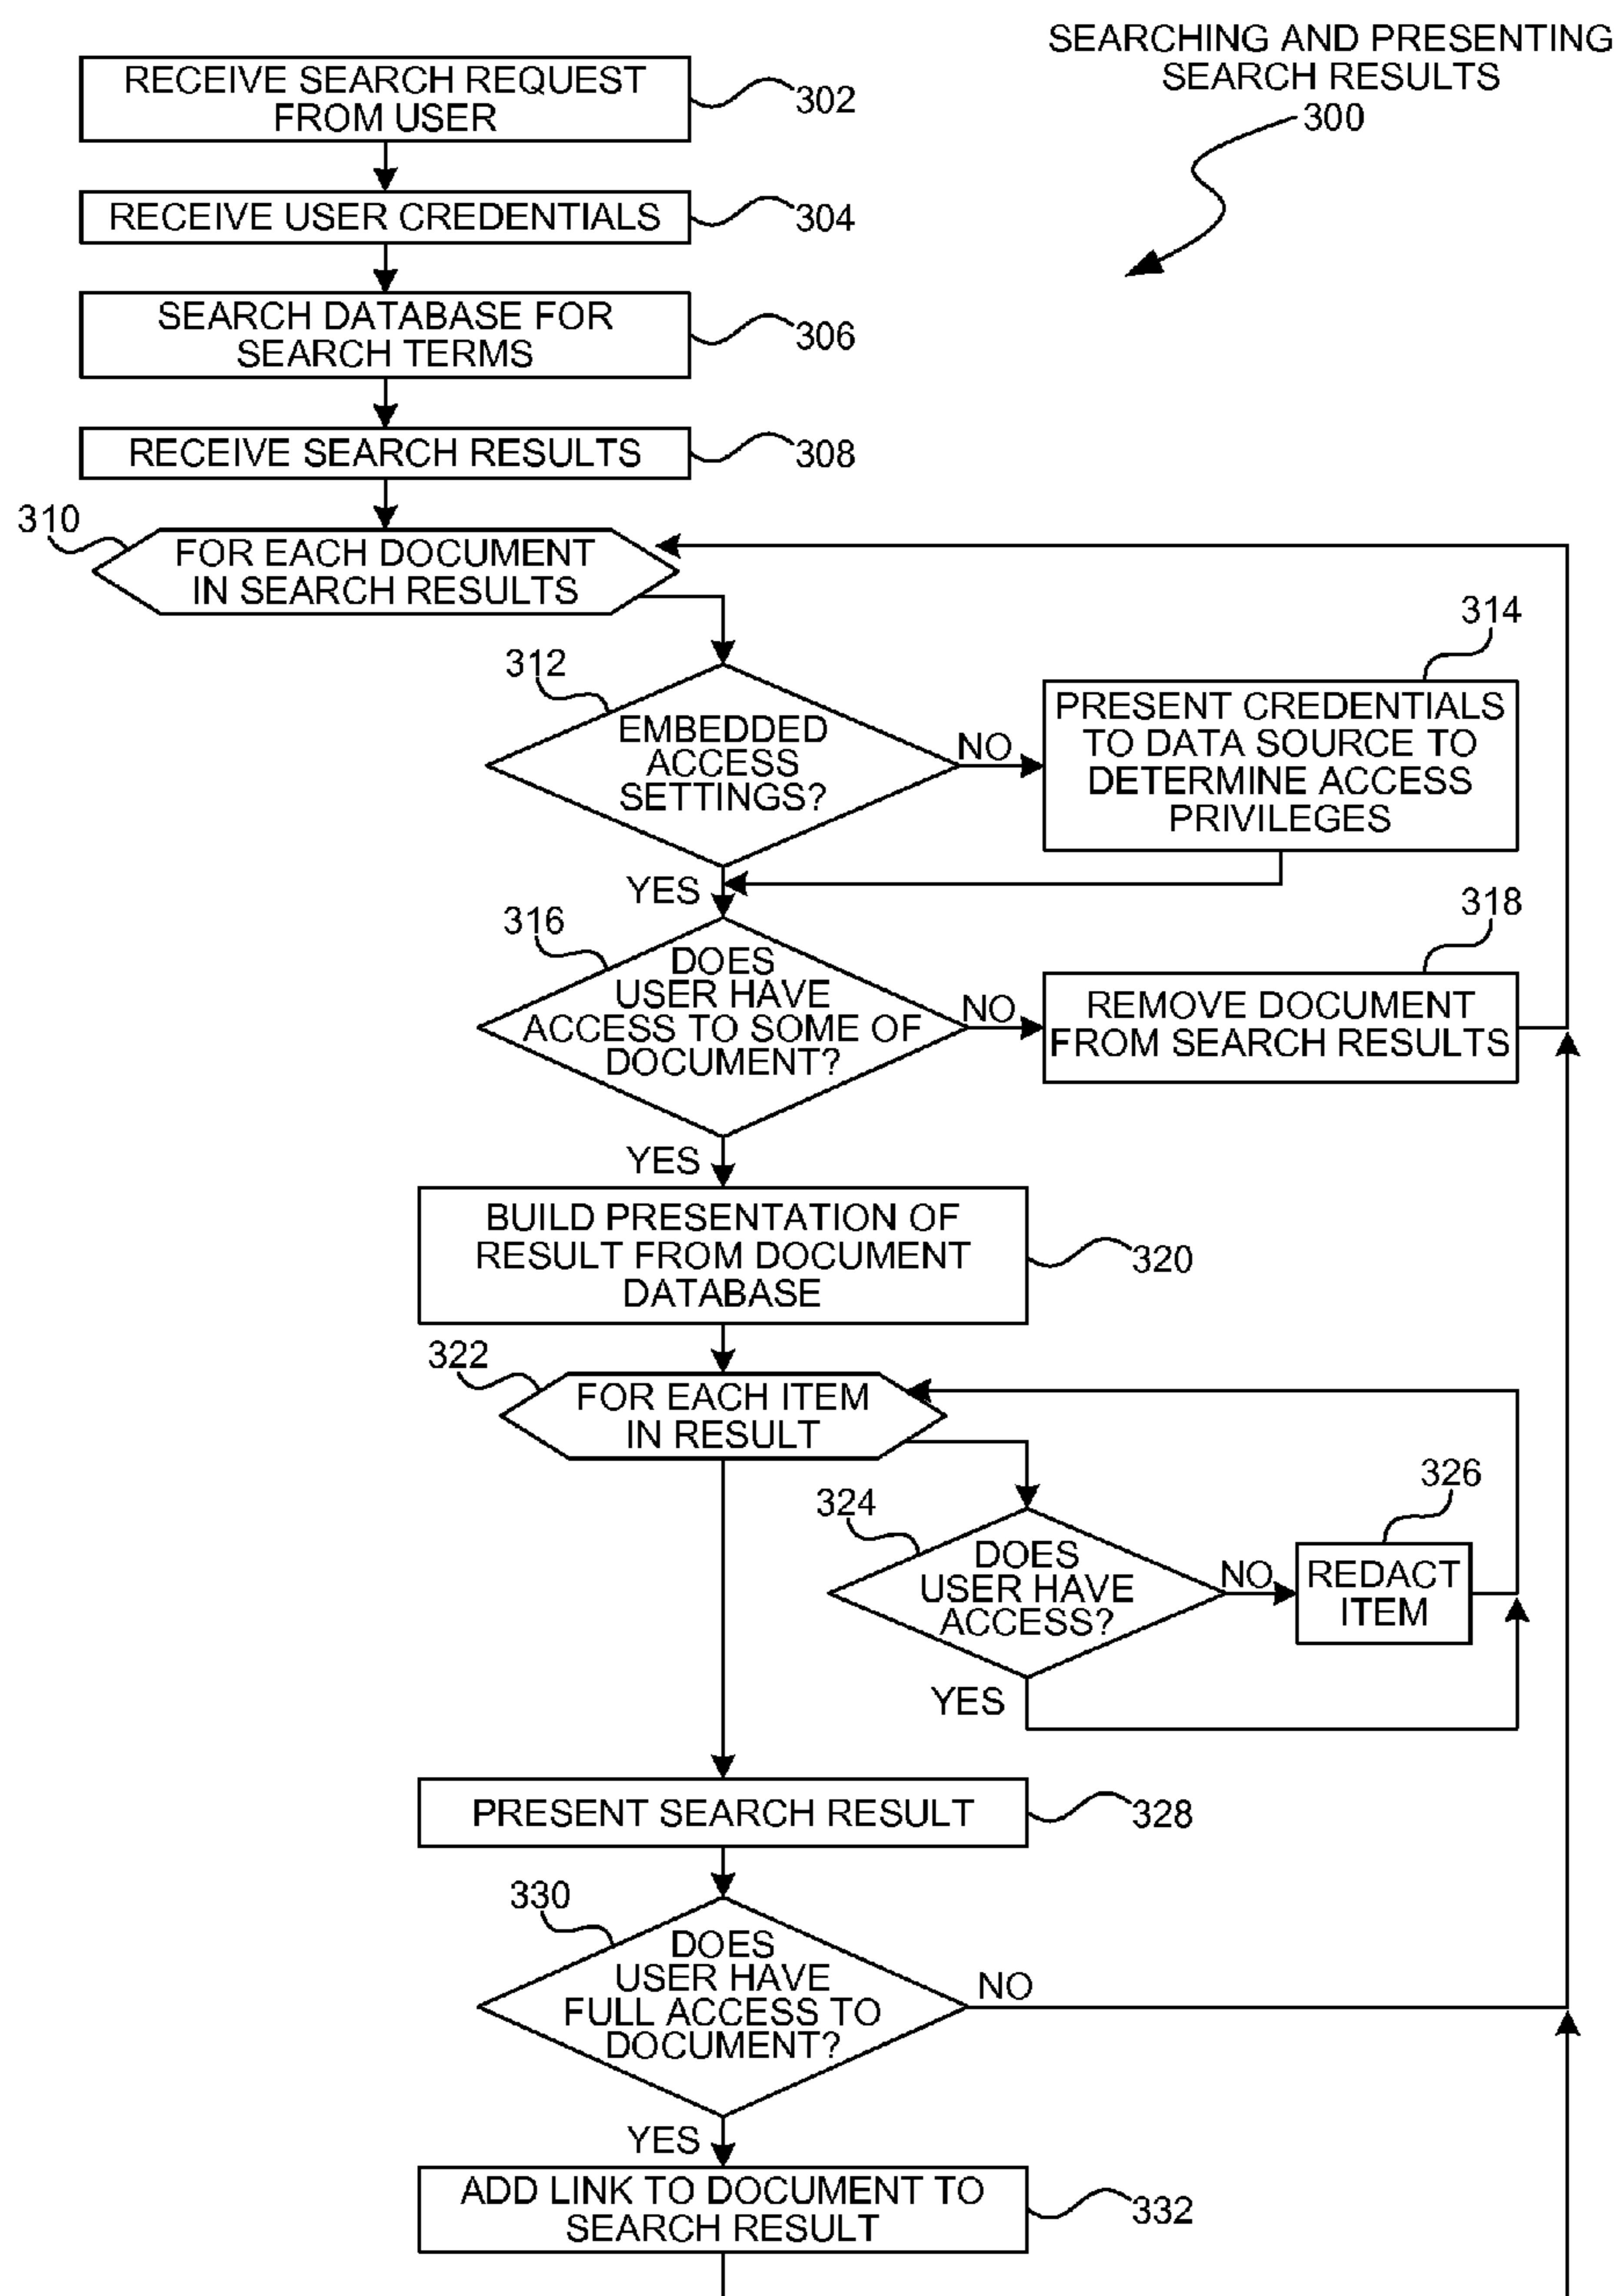 SEARCHING AND PRESENTING
SEARCH RESULTS
300
RECEIVE SEARCH REQUEST
FROM USER
302
RECEIVE USER CREDENTIALS
304
SEARCH DATABASE FOR
SEARCH TERMS
306
RECEIVE SEARCH RESULTS
308
310
FOR EACH DOCUMENT
IN SEARCH RESULTS
312
EMBEDDED
ACCESS
SETTINGS?
NO
YES
314
PRESENT CREDENTIALS
TO DATA SOURCE TO
DETERMINE ACCESS
PRIVILEGES
316
DOES
USER HAVE
ACCESS TO SOME OF
DOCUMENT?
NO
YES
318
REMOVE DOCUMENT
FROM SEARCH RESULTS
BUILD PRESENTATION OF
RESULT FROM DOCUMENT
DATABASE
320
322
FOR EACH ITEM
IN RESULT
324
DOES
USER HAVE
ACCESS?
NO
YES
326
REDACT
ITEM
PRESENT SEARCH RESULT
328
330
DOES
USER HAVE
FULL ACCESS TO
DOCUMENT?
NO
YES
ADD LINK TO DOCUMENT TO
SEARCH RESULT
332